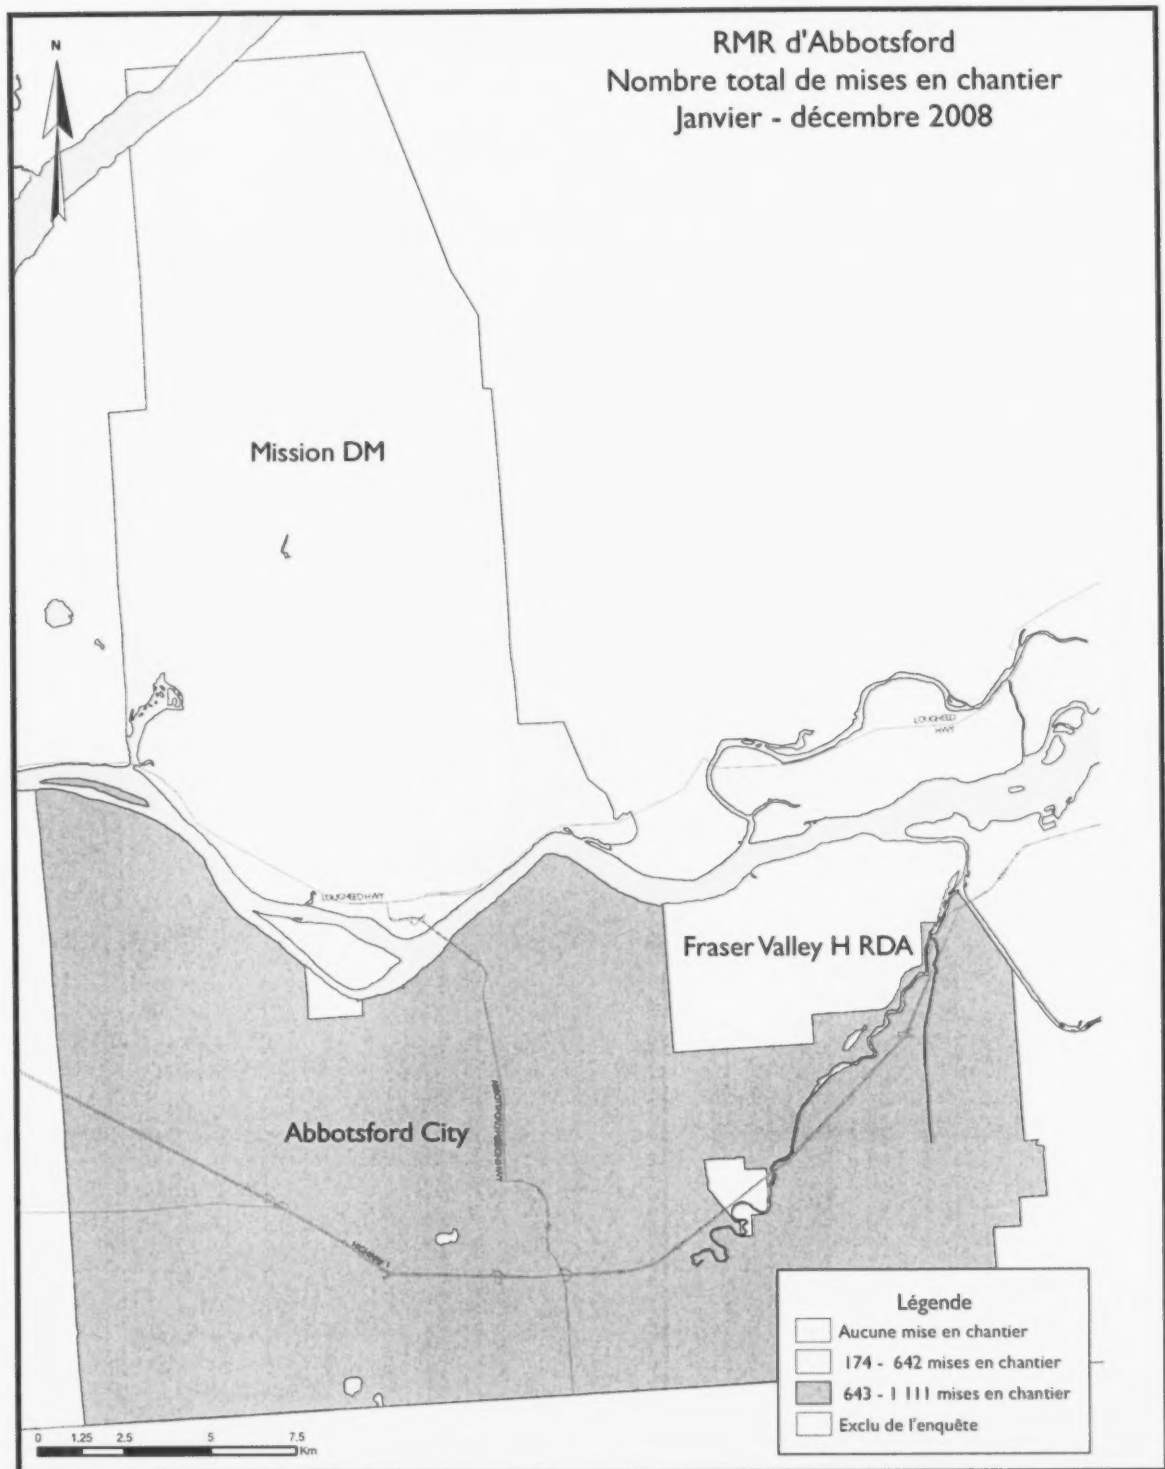 RMR d'Abbotsford
Nombre total de mises en chantier
Janvier - décembre 2008
N
Mission DM
LOUGHEED
HWY
LOUGHEED HWY
Fraser Valley H RDA
Abbotsford City
HIGHWAY 1
Légende
Aucune mise en chantier
174 - 642 mises en chantier
643 - 1 111 mises en chantier
Exclu de l'enquête
0 1.25 2.5 5 7.5
Km